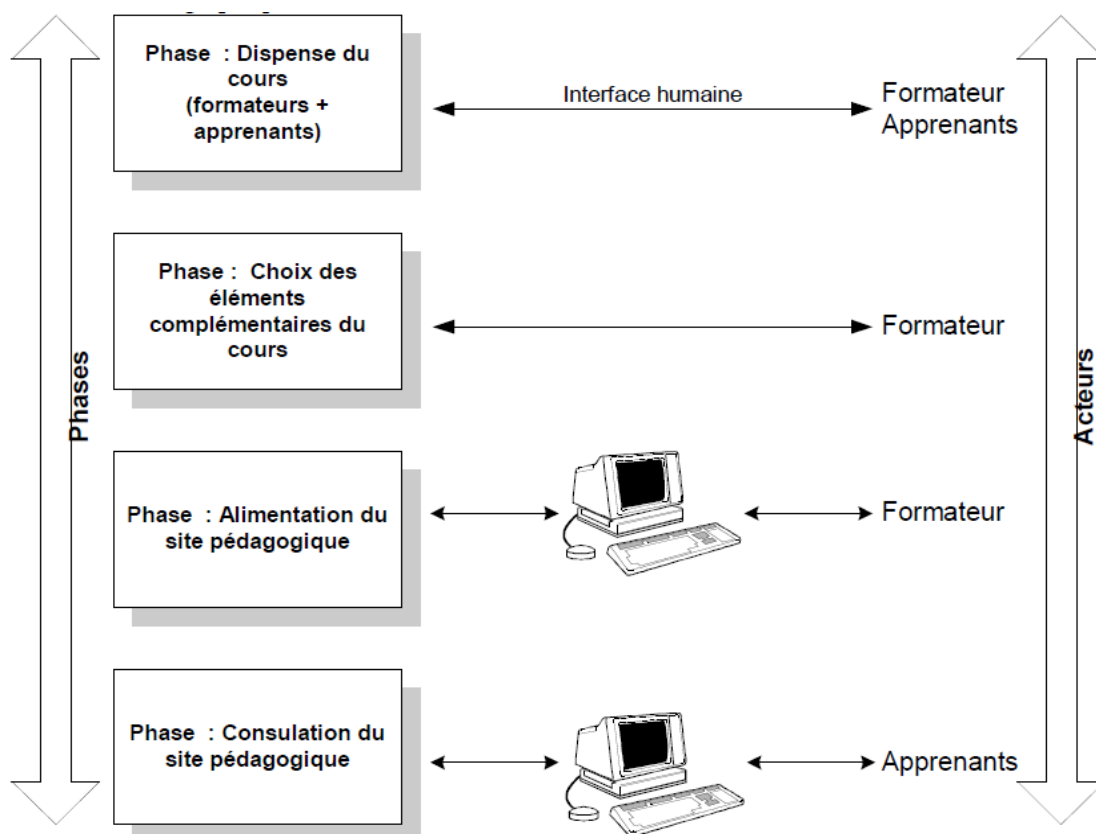 Phase : Dispense du
cours
(formateurs +
apprenants)
Interface humaine
Formateur
Apprenants
Phase : Choix des
éléments
complémentaires du
cours
Formateur
Phases
Acteurs
Phase : Alimentation du
site pédagogique
Formateur
Phase : Consulation du
site pédagogique
Apprenants